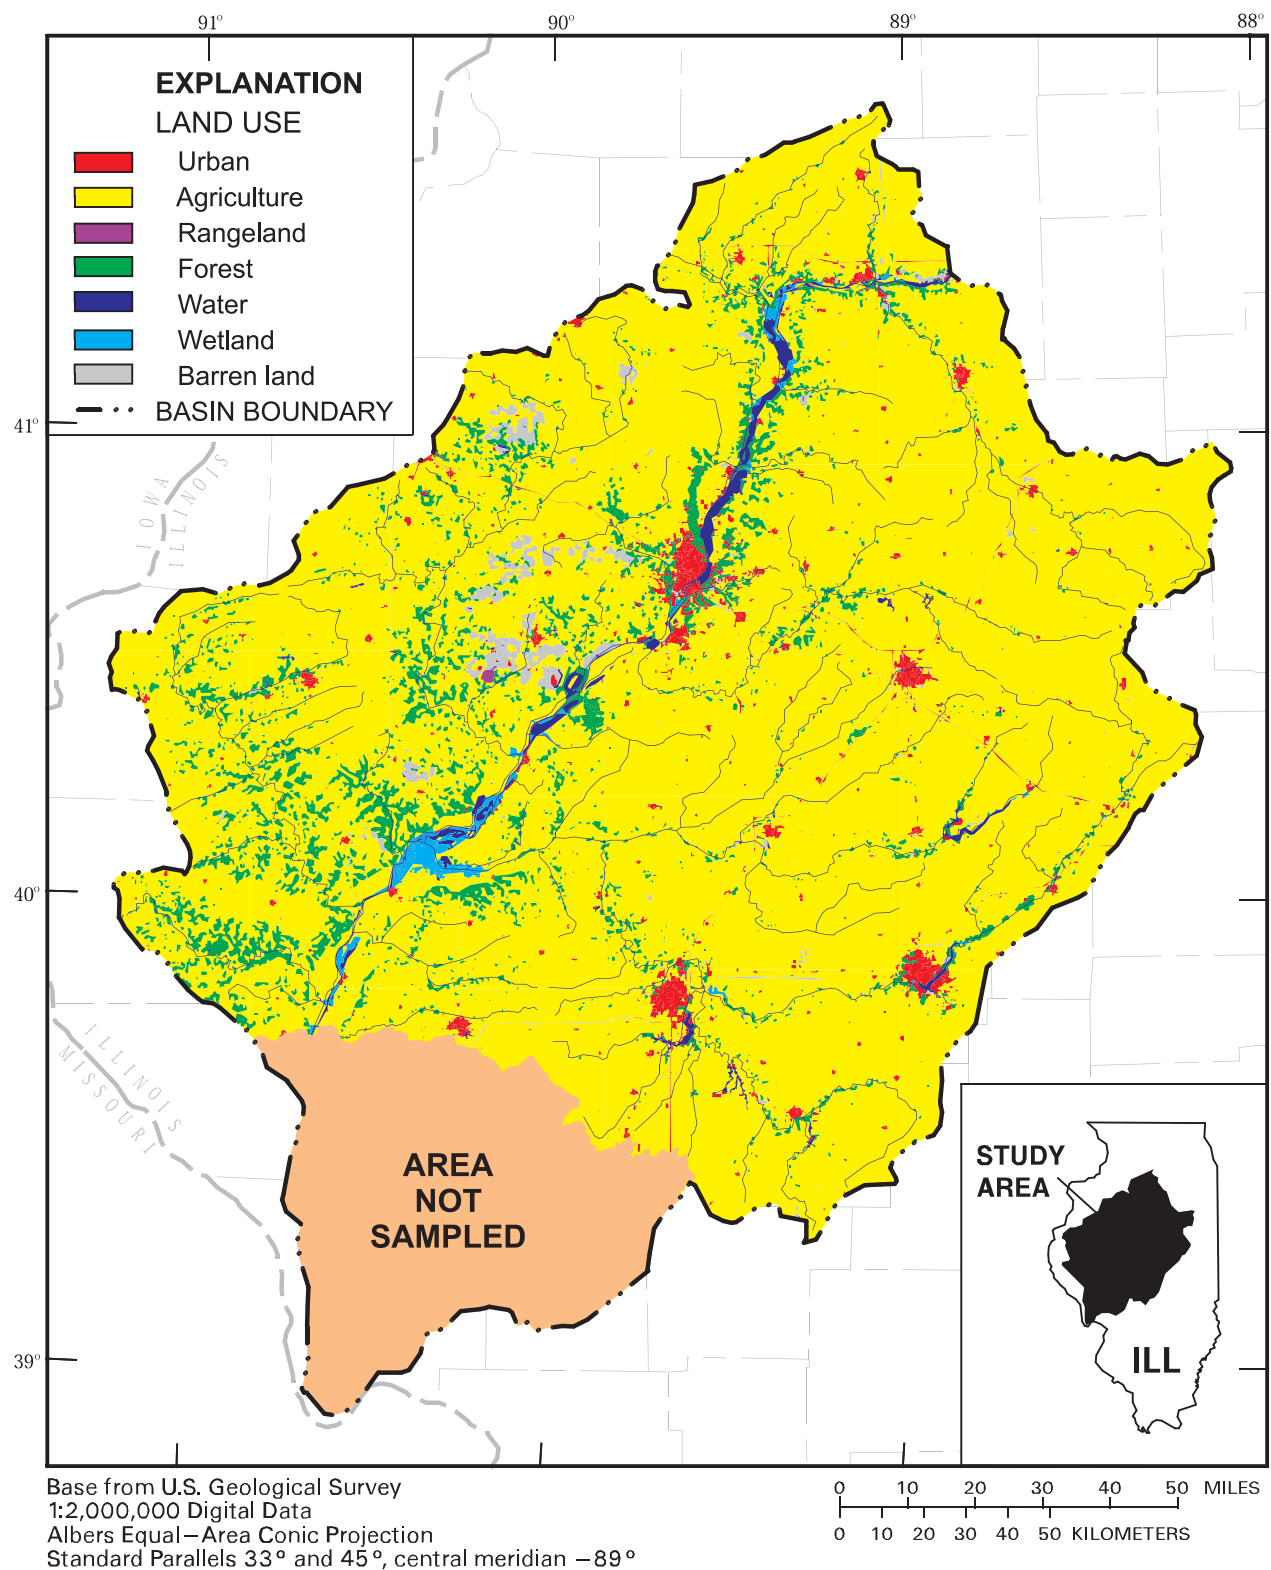 91° 90° 89° 88°
EXPLANATION
LAND USE
Urban
Agriculture
Rangeland
Forest
Water
Wetland
Barren land
BASIN BOUNDARY
41°
IOWA
ILLINOIS
40°
ILLINOIS
MISSOURI
AREA
NOT
SAMPLED
STUDY
AREA
ILL
39°
Base from U.S. Geological Survey
1:2,000,000 Digital Data
Albers Equal–Area Conic Projection
Standard Parallels 33° and 45°, central meridian –89°
0 10 20 30 40 50 MILES
0 10 20 30 40 50 KILOMETERS